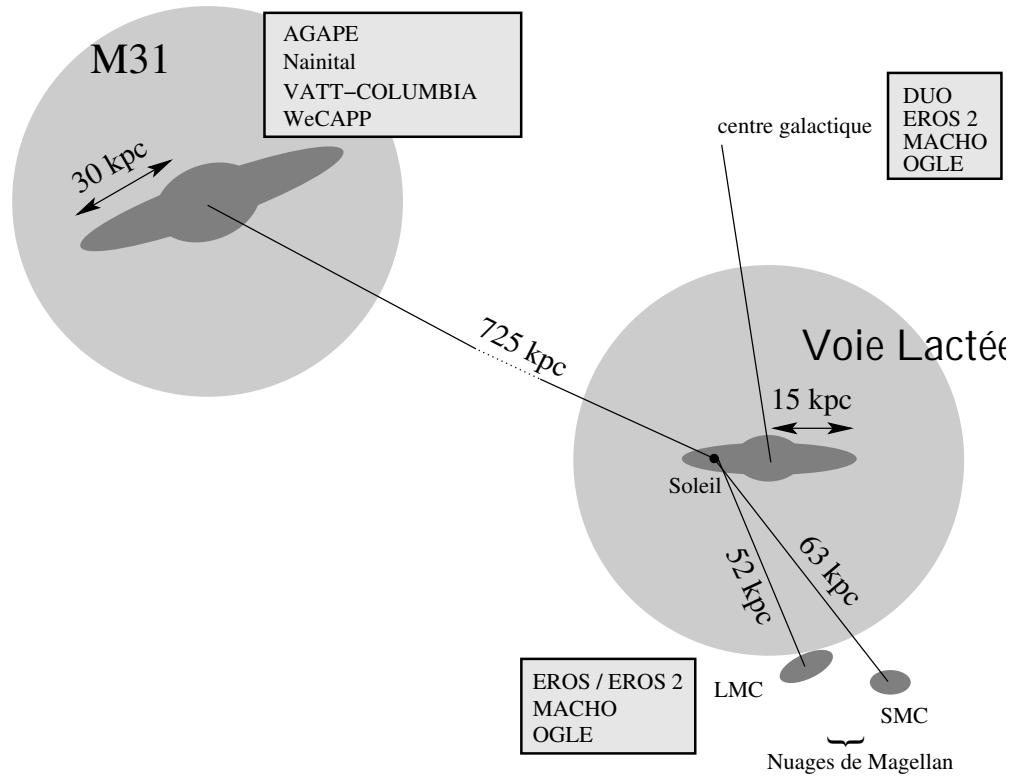 M31
AGAPE
Nainital
VATT−COLUMBIA
WeCAPP
30 kpc
centre galactique
DUO
EROS 2
MACHO
OGLE
725 kpc
Voie Lactée
15 kpc
Soleil
52 kpc
63 kpc
EROS / EROS 2
MACHO
OGLE
LMC
SMC
Nuages de Magellan